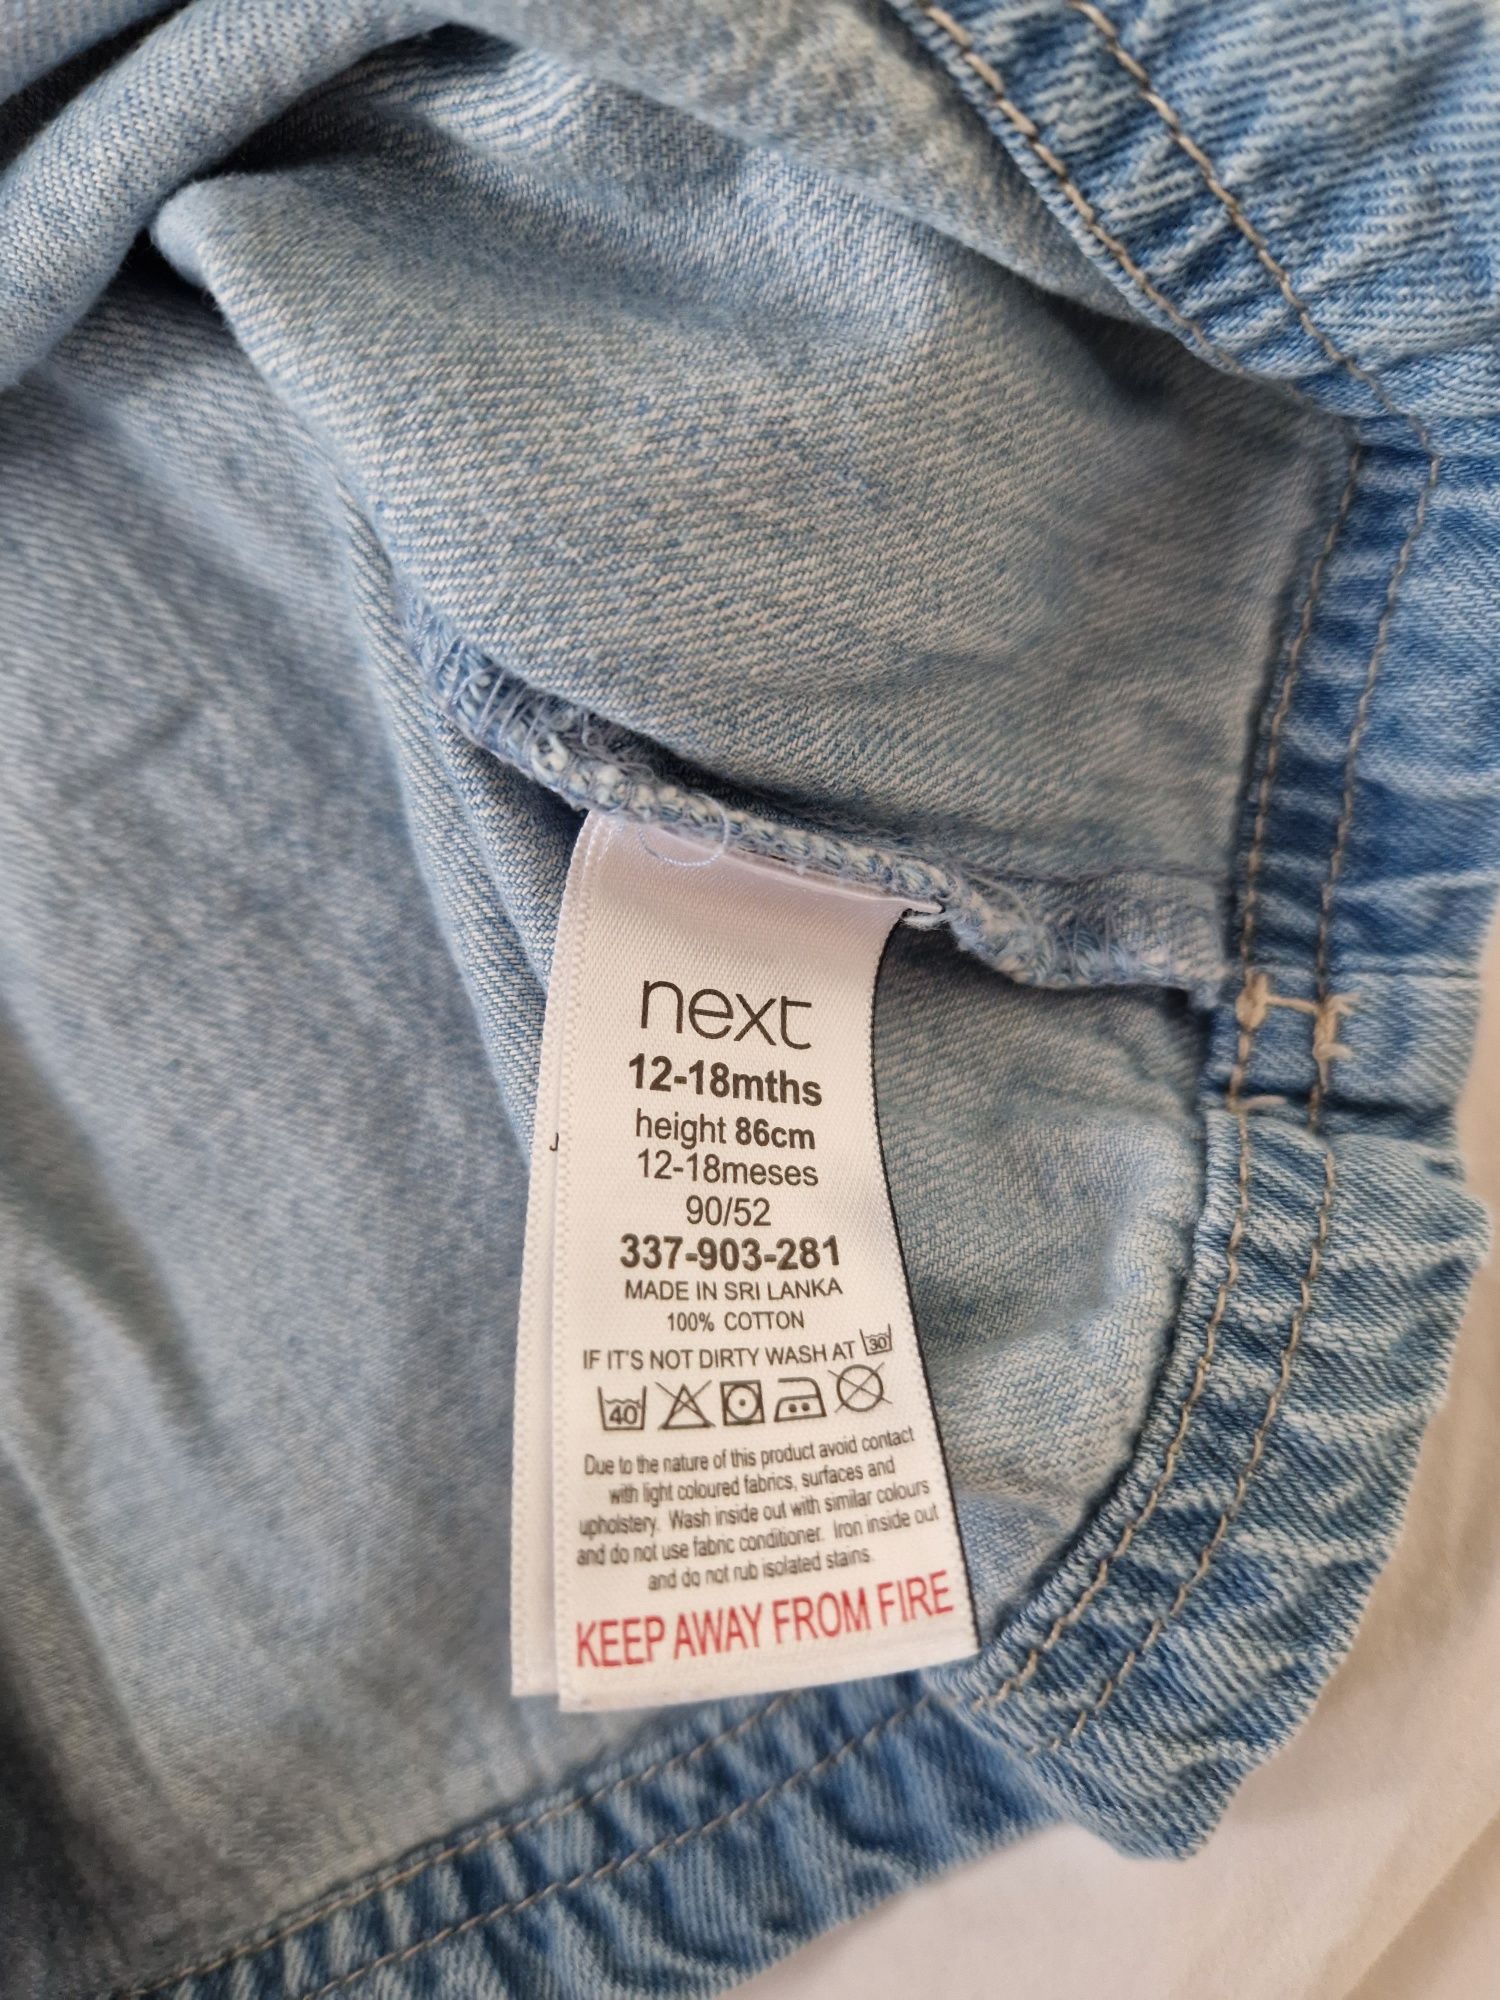 next
12-18mths
height 86cm
12-18meses
90/52
337-903-281
MADE IN SRI LANKA
100% COTTON
IF IT'S NOT DIRTY WASH AT 30
40
Due to the nature of this product avoid contact
with light coloured fabrics, surfaces and
upholstery. Wash inside out with similar colours
and do not use fabric conditioner. Iron inside out
and do not rub isolated stains.
KEEP AWAY FROM FIRE